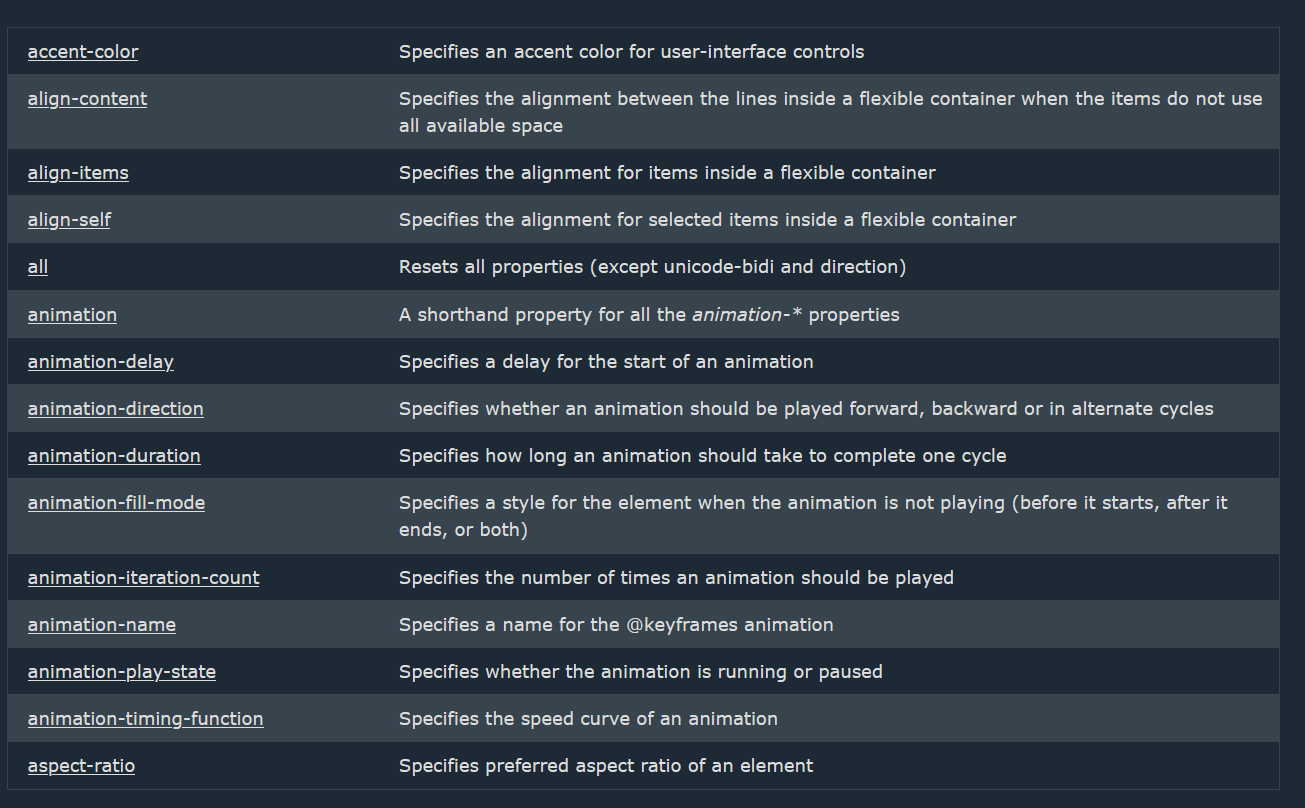 accent-color Specifies an accent color for user-interface controls
align-content Specifies the alignment between the lines inside a flexible container when the items do not use
all available space
align-items Specifies the alignment for items inside a flexible container
align-self Specifies the alignment for selected items inside a flexible container
all Resets all properties (except unicode-bidi and direction)
animation A shorthand property for all the animation-* properties
animation-delay Specifies a delay for the start of an animation
animation-direction Specifies whether an animation should be played forward, backward or in alternate cycles
animation-duration Specifies how long an animation should take to complete one cycle
animation-fill-mode Specifies a style for the element when the animation is not playing (before it starts, after it
ends, or both)
animation-iteration-count Specifies the number of times an animation should be played
animation-name Specifies a name for the @keyframes animation
animation-play-state Specifies whether the animation is running or paused
animation-timing-function Specifies the speed curve of an animation
aspect-ratio Specifies preferred aspect ratio of an element